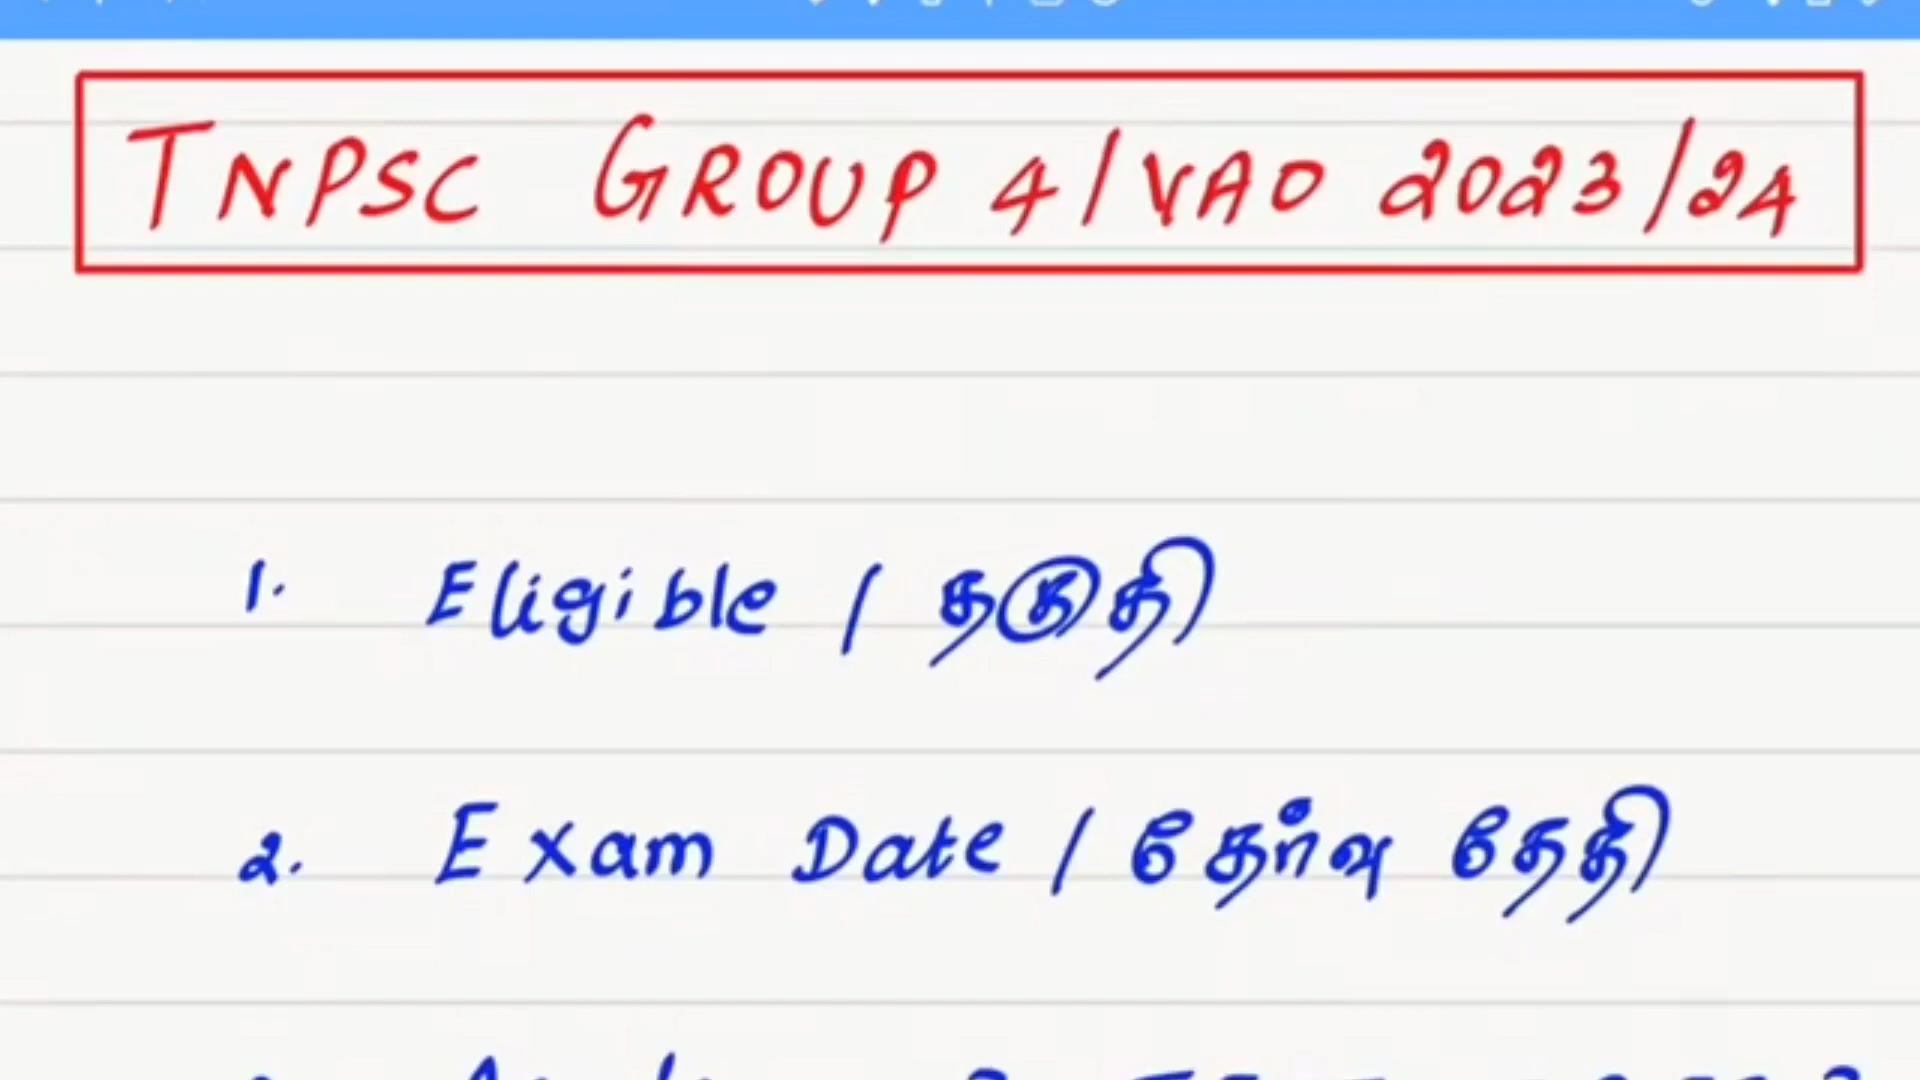 TNPSC GROUP 4/VAO 2023/24
1. Eligible / தகுதி
2. Exam Date / தேர்வு தேதி